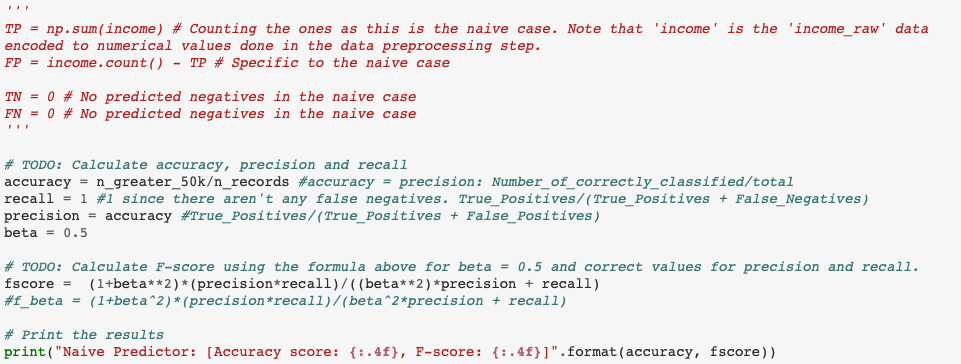 '''
TP = np.sum(income) # Counting the ones as this is the naive case. Note that 'income' is the 'income_raw' data
encoded to numerical values done in the data preprocessing step.
FP = income.count() - TP # Specific to the naive case
TN = 0 # No predicted negatives in the naive case
FN = 0 # No predicted negatives in the naive case
'''
# TODO: Calculate accuracy, precision and recall
accuracy = n_greater_50k/n_records #accuracy = precision: Number_of_correctly_classified/total
recall = 1 #1 since there aren't any false negatives. True_Positives/(True_Positives + False_Negatives)
precision = accuracy #True_Positives/(True_Positives + False_Positives)
beta = 0.5
# TODO: Calculate F-score using the formula above for beta = 0.5 and correct values for precision and recall.
fscore =  (1+beta**2)*(precision*recall)/((beta**2)*precision + recall)
#f_beta = (1+beta^2)*(precision*recall)/(beta^2*precision + recall)
# Print the results
print("Naive Predictor: [Accuracy score: {:.4f}, F-score: {:.4f}]".format(accuracy, fscore))